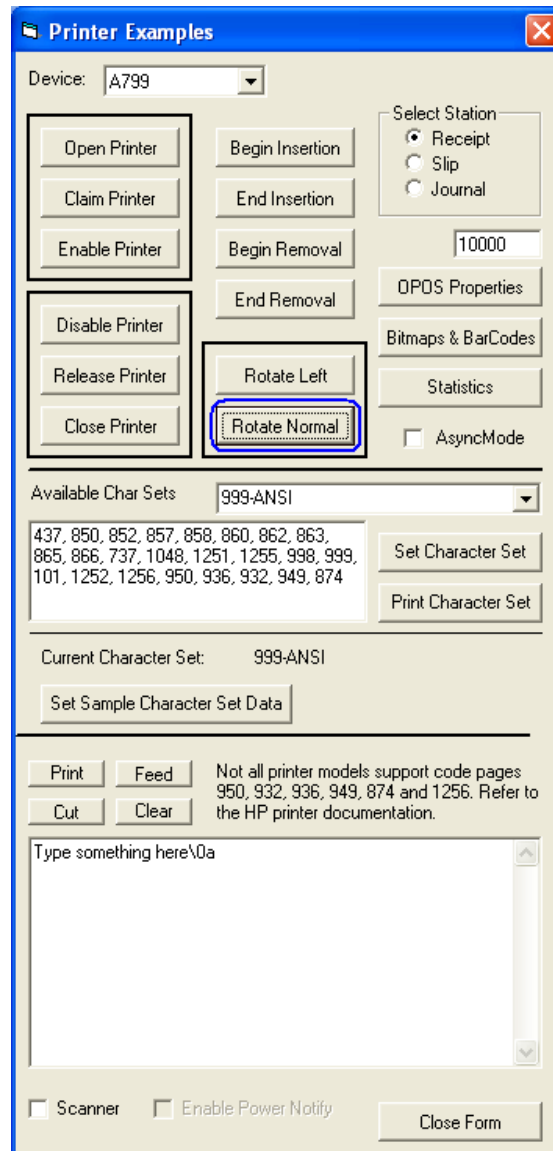 Printer Examples
Device: A799
Select Station
Receipt
Slip
Journal
Open Printer
Begin Insertion
Claim Printer
End Insertion
Enable Printer
Begin Removal
10000
End Removal
OPOS Properties
Disable Printer
Bitmaps & BarCodes
Release Printer
Rotate Left
Statistics
Close Printer
Rotate Normal
AsyncMode
Available Char Sets
999-ANSI
437, 850, 852, 857, 858, 860, 862, 863,
865, 866, 737, 1048, 1251, 1255, 998, 999,
101, 1252, 1256, 950, 936, 932, 949, 874
Set Character Set
Print Character Set
Current Character Set: 999-ANSI
Set Sample Character Set Data
Print
Feed
Cut
Clear
Not all printer models support code pages
950, 932, 936, 949, 874 and 1256. Refer to
the HP printer documentation.
Type something here\0a
Scanner
Enable Power Notify
Close Form